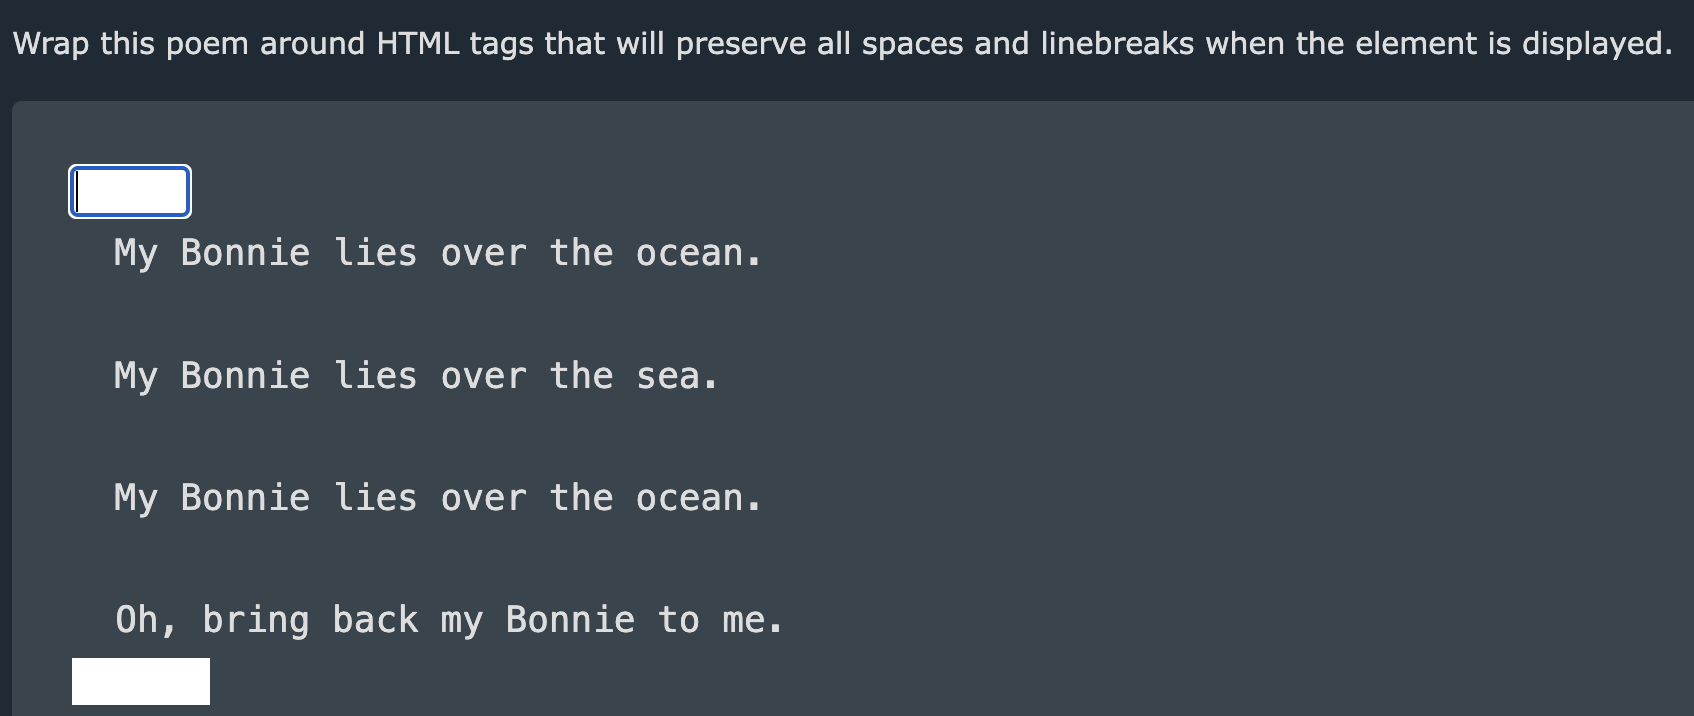 Wrap this poem around HTML tags that will preserve all spaces and linebreaks when the element is displayed.
My Bonnie lies over the ocean.
My Bonnie lies over the sea.
My Bonnie lies over the ocean.
Oh, bring back my Bonnie to me.